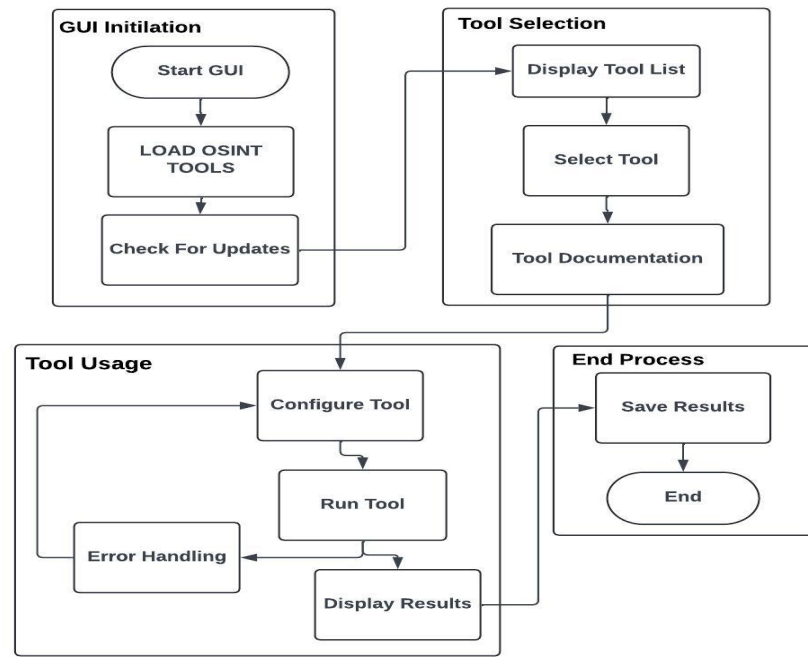 GUI Initilation
Start GUI
LOAD OSINT
TOOLS
Check For Updates
Tool Selection
Display Tool List
Select Tool
Tool Documentation
Tool Usage
Configure Tool
Run Tool
Error Handling
Display Results
End Process
Save Results
End